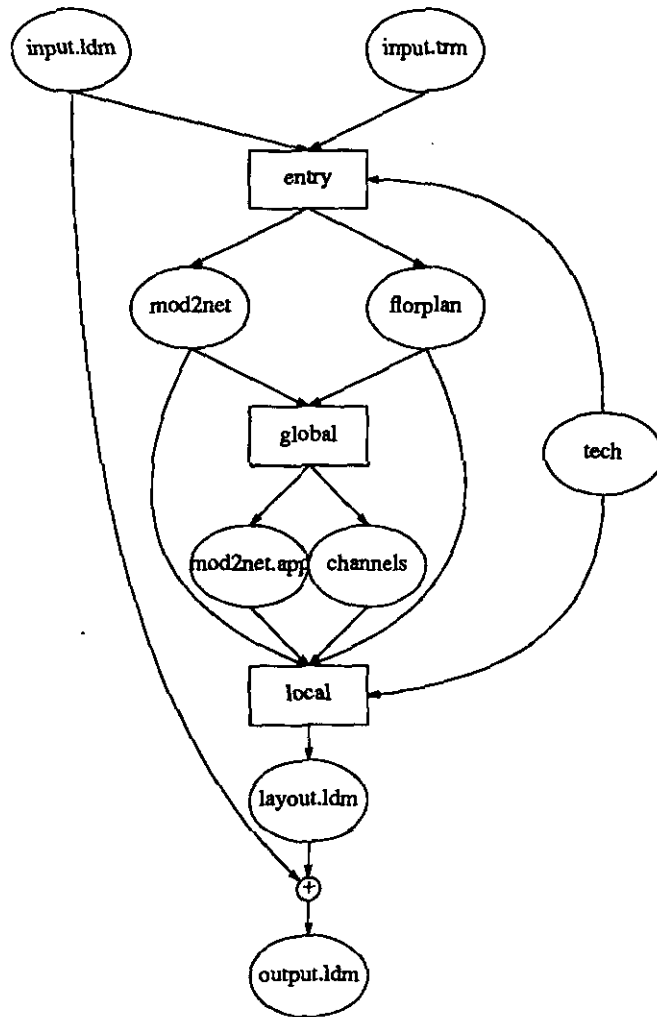 input.ldm
input.trm
entry
mod2net
florplan
global
tech
mod2net.app
channels
local
layout.ldm
+
output.ldm